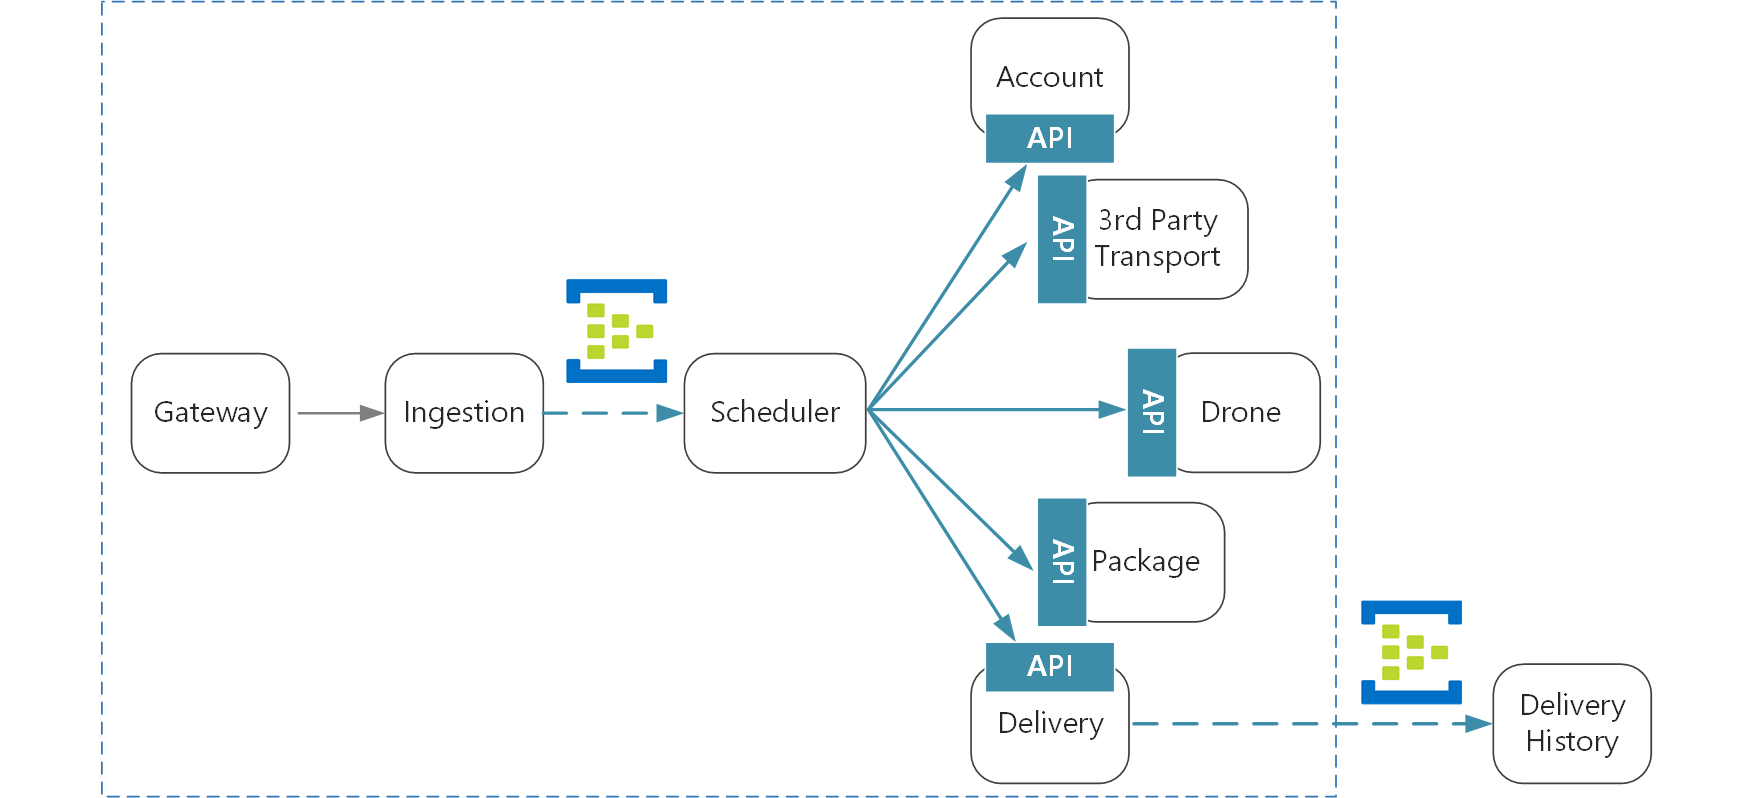 Account
API
API
3rd Party
Transport
Gateway
Ingestion
Scheduler
API
Drone
API
Package
API
Delivery
Delivery
History